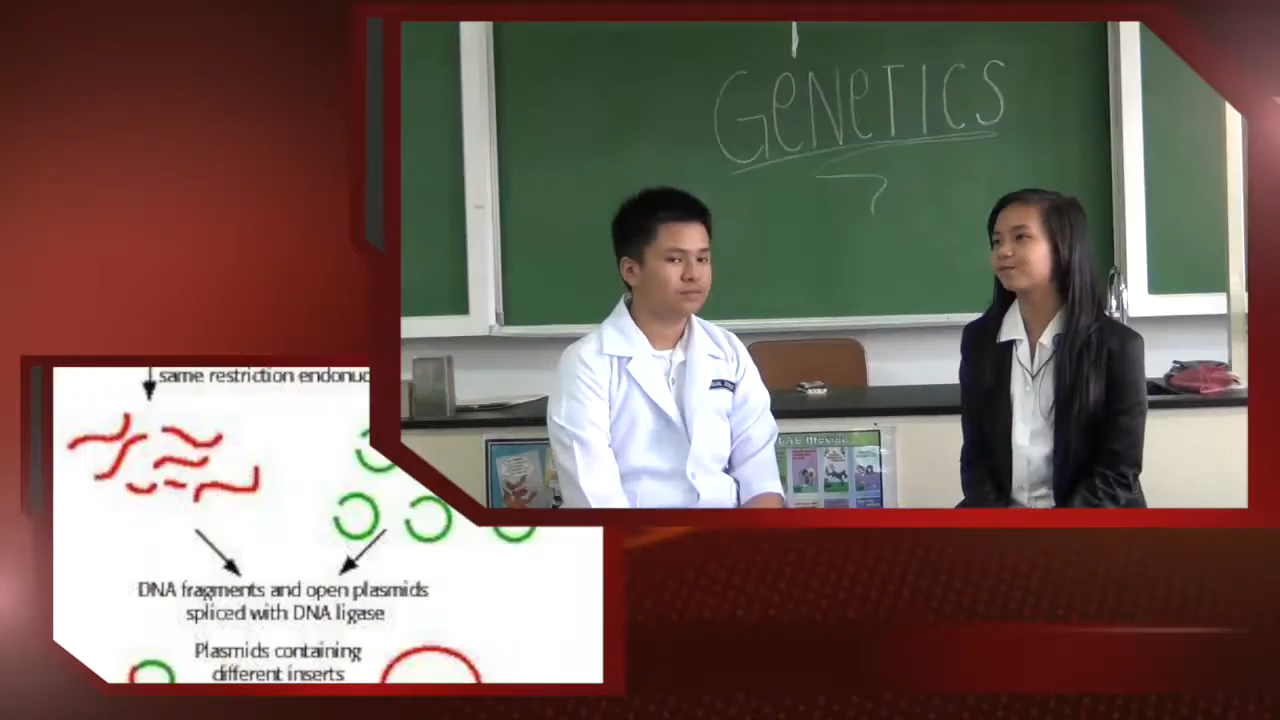 GeNeTICS
same restriction endonuc
DNA fragments and open plasmids
spliced with DNA ligase
Plasmids containing
different inserts